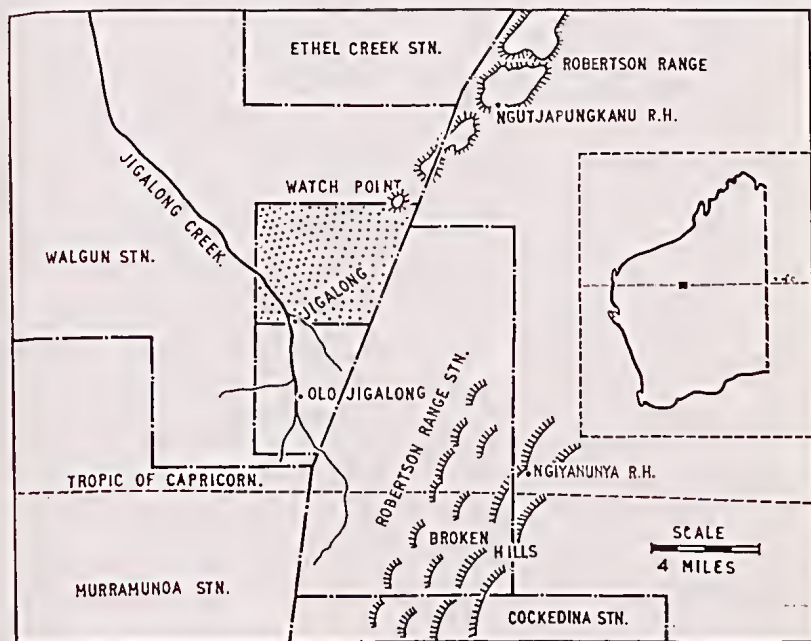 ETHEL CREEK STN.
ROBERTSON RANGE
NGUTJAPUNGKANU R.H.
WATCH POINT
JIGALONG CREEK.
WALGUN STN.
JIGALONG
OLO JIGALONG
ROBERTSON RANGE STN.
NGIYANUNYA R.H.
TROPIC OF CAPRICORN.
BROKEN
HILLS
SCALE
4 MILES
MURRAMUNOA STN.
COCKEDINA STN.